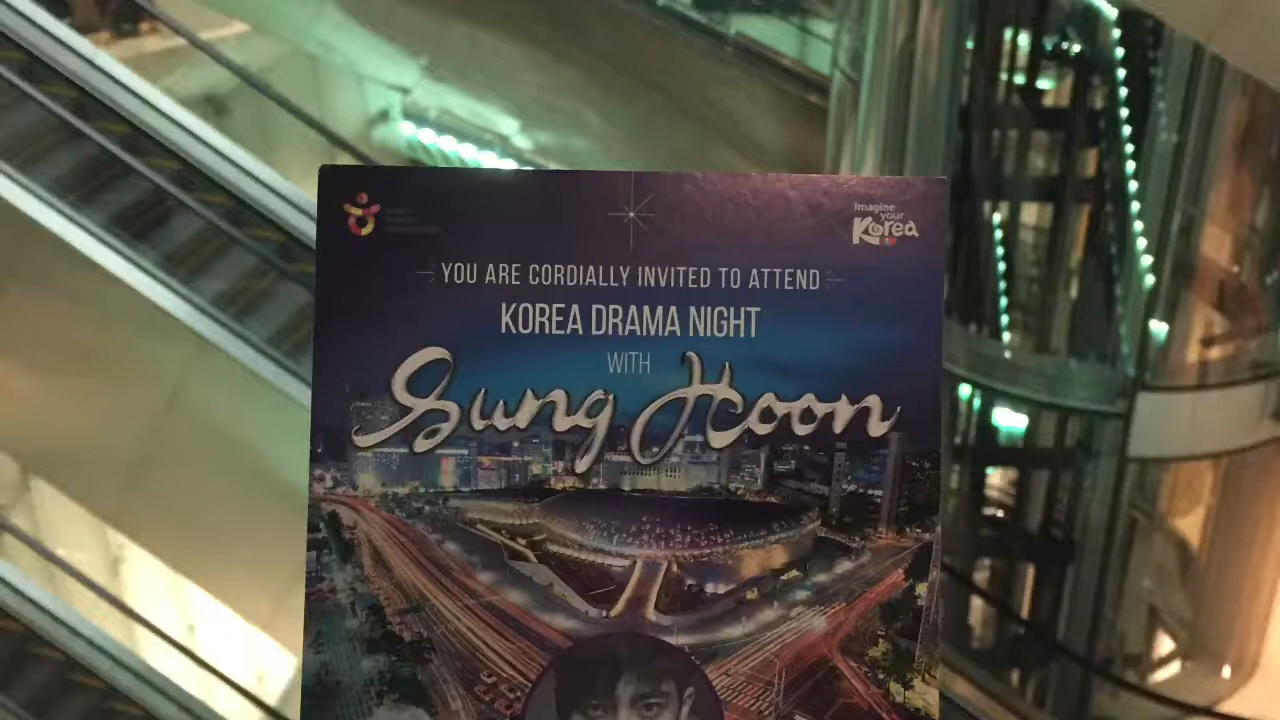 imagine
your
Korea
YOU ARE CORDIALLY INVITED TO ATTEND
KOREA DRAMA NIGHT
WITH
Sung Hoon